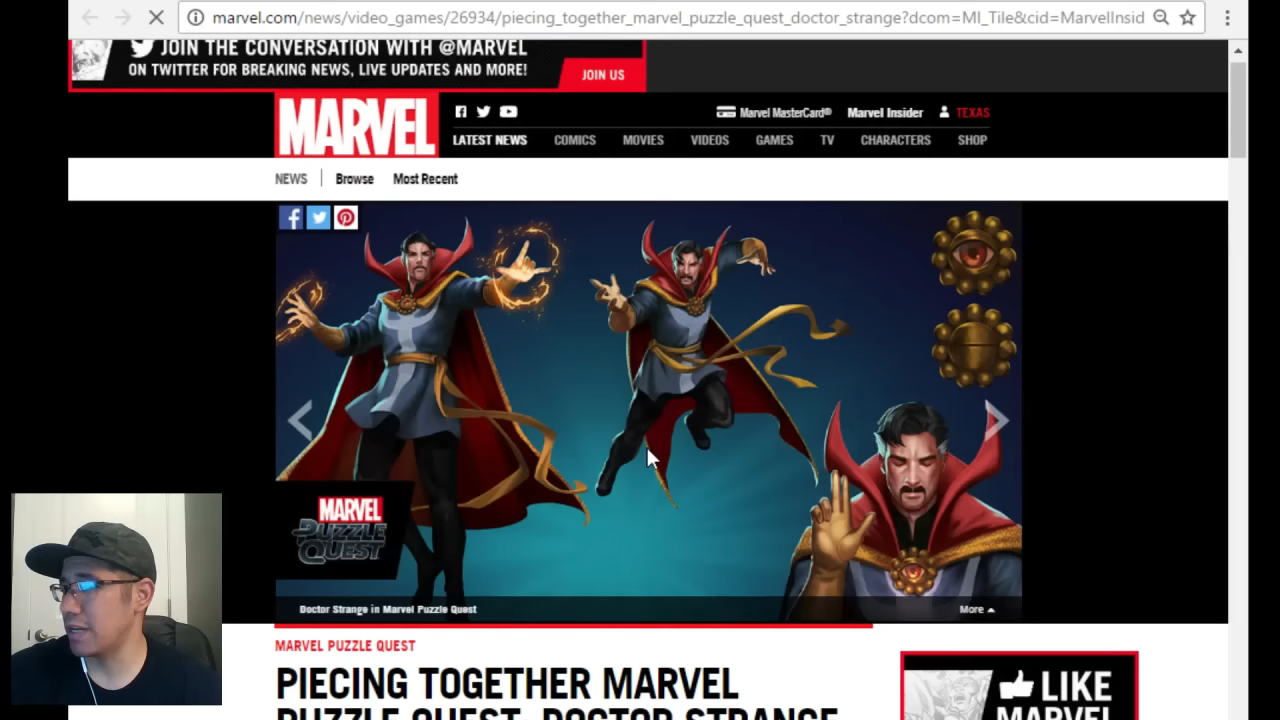 marvel.com/news/video_games/26934/piecing_together_marvel_puzzle_quest_doctor_strange?dcom=MI_Tile&cid=MarvelInsid
JOIN THE CONVERSATION WITH @MARVEL
ON TWITTER FOR BREAKING NEWS, LIVE UPDATES AND MORE!
JOIN US
MARVEL
Marvel MasterCard®
Marvel Insider
TEXAS
LATEST NEWS
COMICS
MOVIES
VIDEOS
GAMES
TV
CHARACTERS
SHOP
NEWS
Browse
Most Recent
MARVEL
PUZZLE
QUEST
Doctor Strange in Marvel Puzzle Quest
More
MARVEL PUZZLE QUEST
PIECING TOGETHER MARVEL
PUZZLE QUEST: DOCTOR STRANGE
LIKE
MARVEL